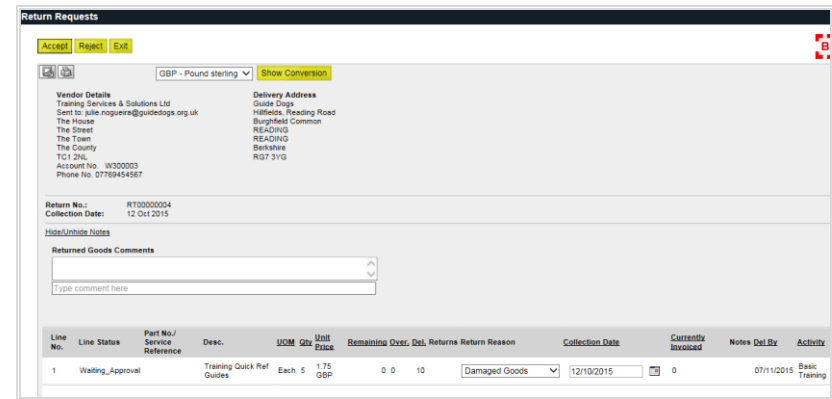 Return Requests
Accept Reject Exit
B
GBP - Pound sterling Show Conversion
Vendor Details
Training Services & Solutions Ltd
Sent to: julie.nogueira@guidedogs.org.uk
The House
The Street
The Town
The County
TC1 2NL
Account No. W300003
Phone No. 07769454567
Delivery Address
Guide Dogs
Hillfields, Reading Road
Burghfield Common
READING
READING
Berkshire
RG7 3YG
Return No.: RT00000004
Collection Date: 12 Oct 2015
Hide/Unhide Notes
Returned Goods Comments
Type comment here
Line No. Line Status Part No./ Service Reference Desc. UOM Qty Unit Price Remaining Over. Del. Returns Return Reason Collection Date Currently Invoiced Notes Del By Activity
1 Waiting_Approval Training Quick Ref Guides Each 5 1.75 GBP 0 0 10 Damaged Goods 12/10/2015 0 07/11/2015 Basic Training